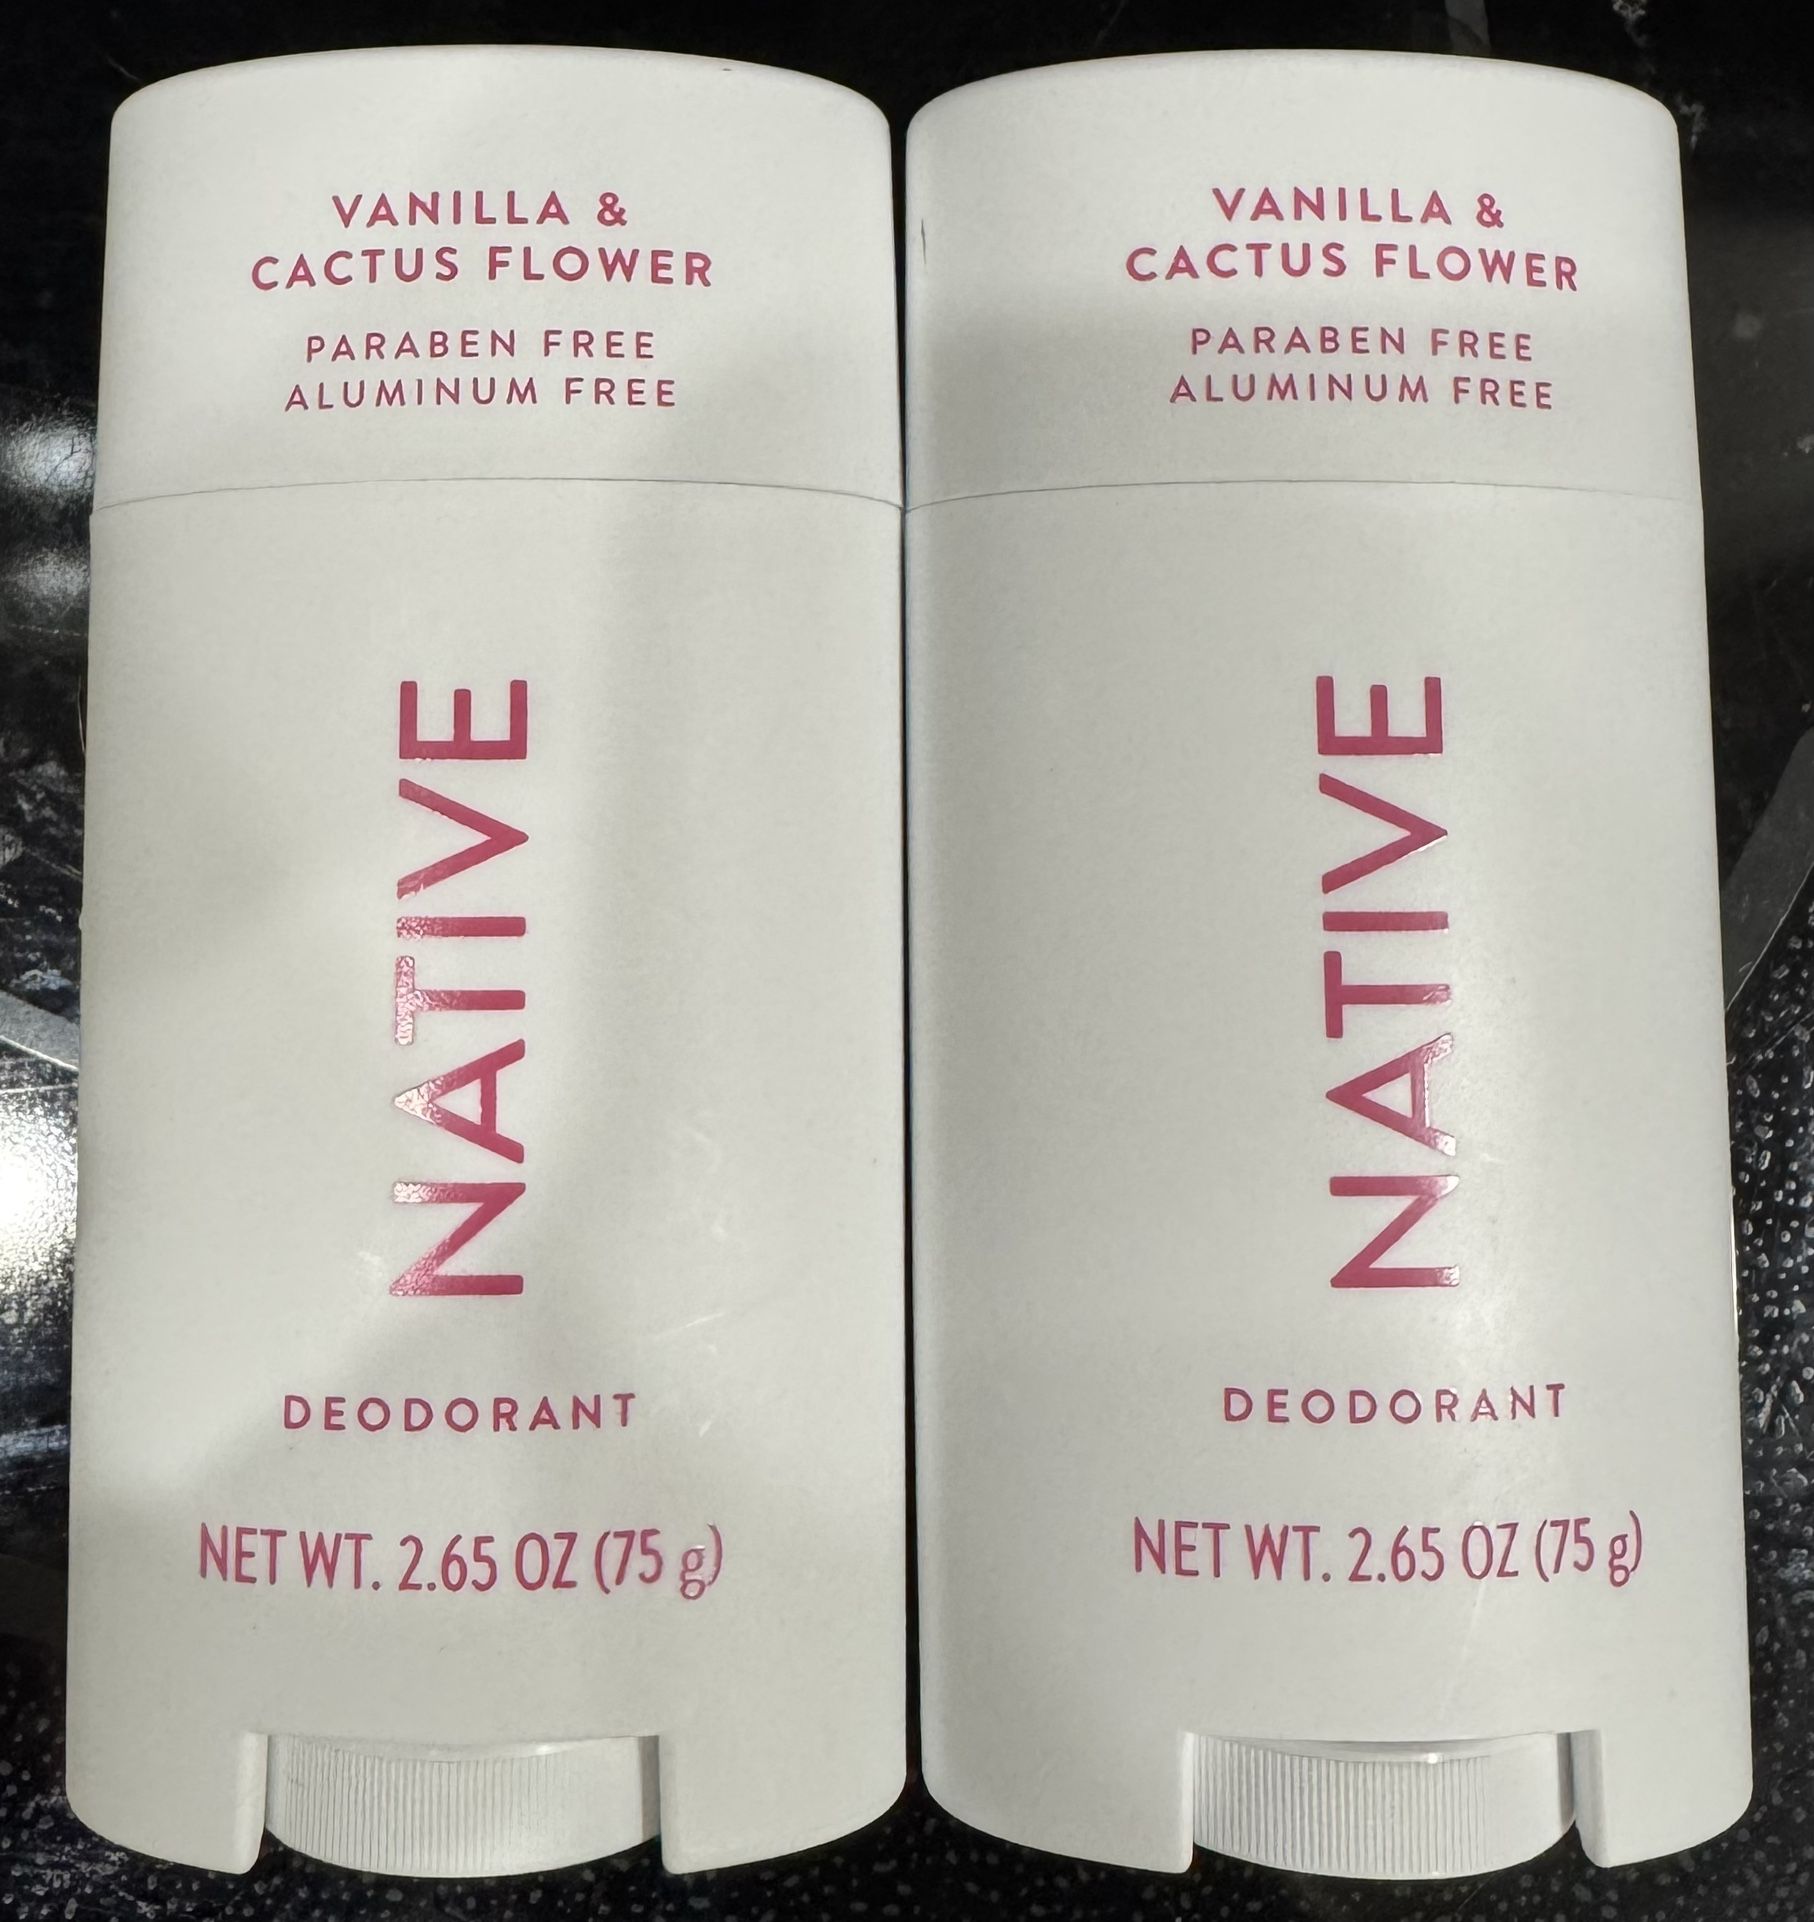 VANILLA &
CACTUS FLOWER
PARABEN FREE
ALUMINUM FREE
NATIVE
DEODORANT
NET WT. 2.65 OZ (75 g)
VANILLA &
CACTUS FLOWER
PARABEN FREE
ALUMINUM FREE
NATIVE
DEODORANT
NET WT. 2.65 OZ (75 g)